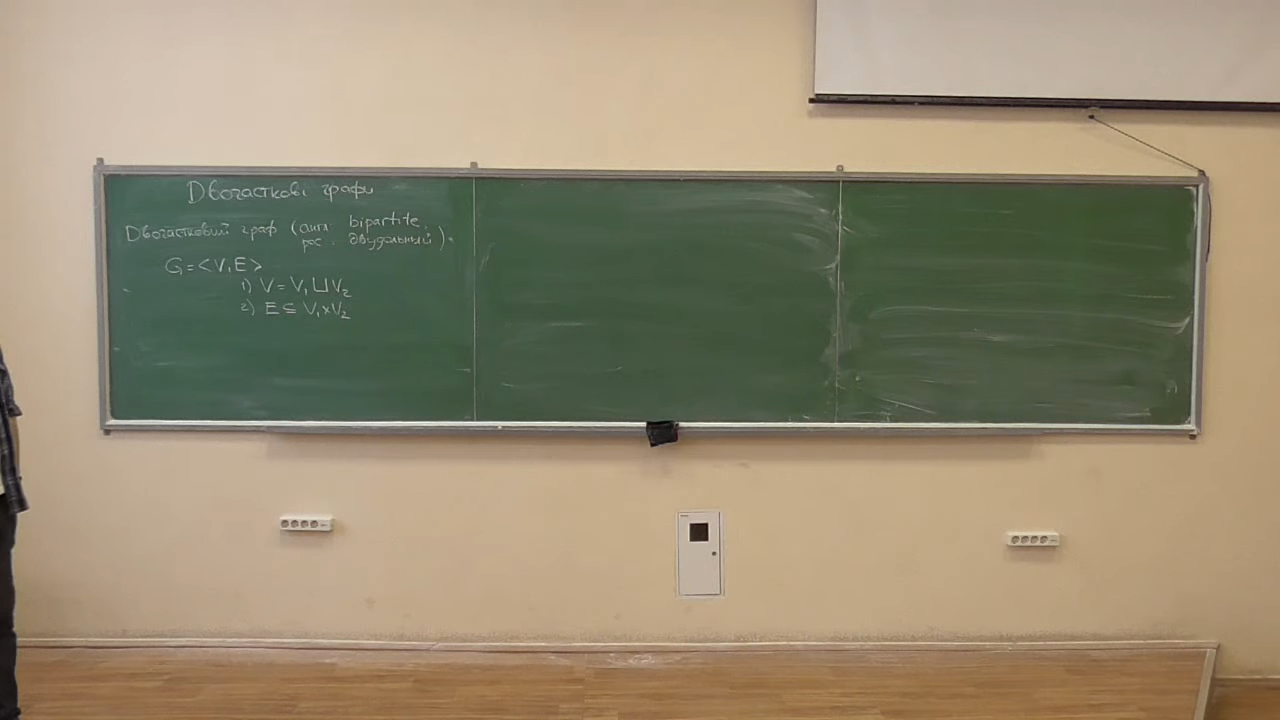 Двочасткові графи
Двочастковий граф (англ. bipartite,
рос. двудольный).
G = <V, E>
1) V = V₁ ⊔ V₂
2) E ⊆ V₁ × V₂